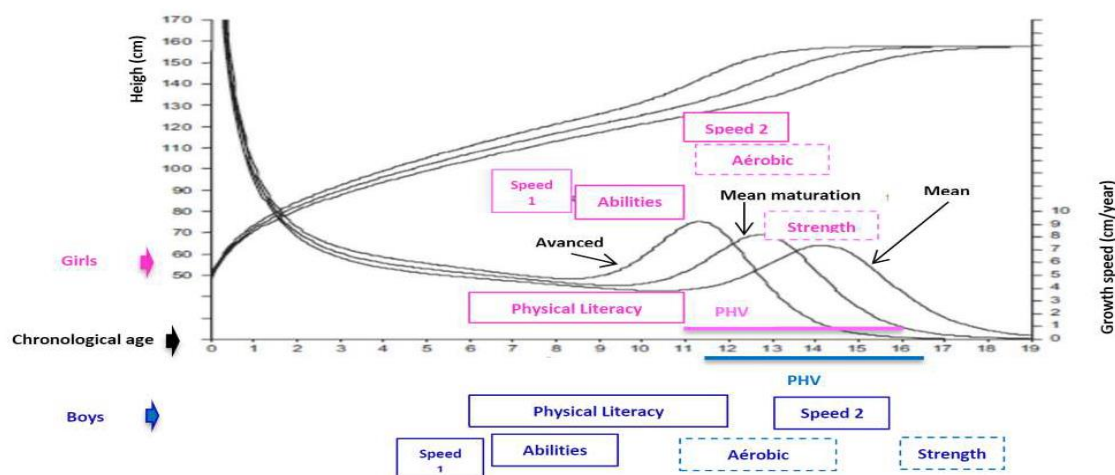 Heigh (cm)
170
160
150
140
130
120
110
100
90
80
70
60
50
Speed 2
Aérobic
Speed
1
Abilities
Mean maturation
Mean
Strength
Avanced
10
9
8
7
6
5
4
3
2
1
0
Growth speed (cm/year)
Girls
Physical Literacy
PHV
Chronological age
0 1 2 3 4 5 6 7 8 9 10 11 12 13 14 15 16 17 18 19
PHV
Boys
Physical Literacy
Speed 2
Speed
1
Abilities
Aérobic
Strength